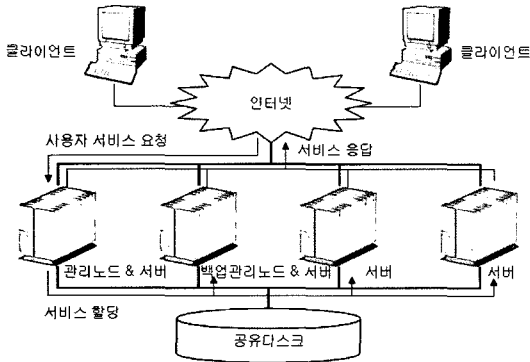 클라이언트
클라이언트
인터넷
사용자 서비스 요청
서비스 응답
관리노드 & 서버
백업관리노드 & 서버
서버
서버
서비스 할당
공유디스크